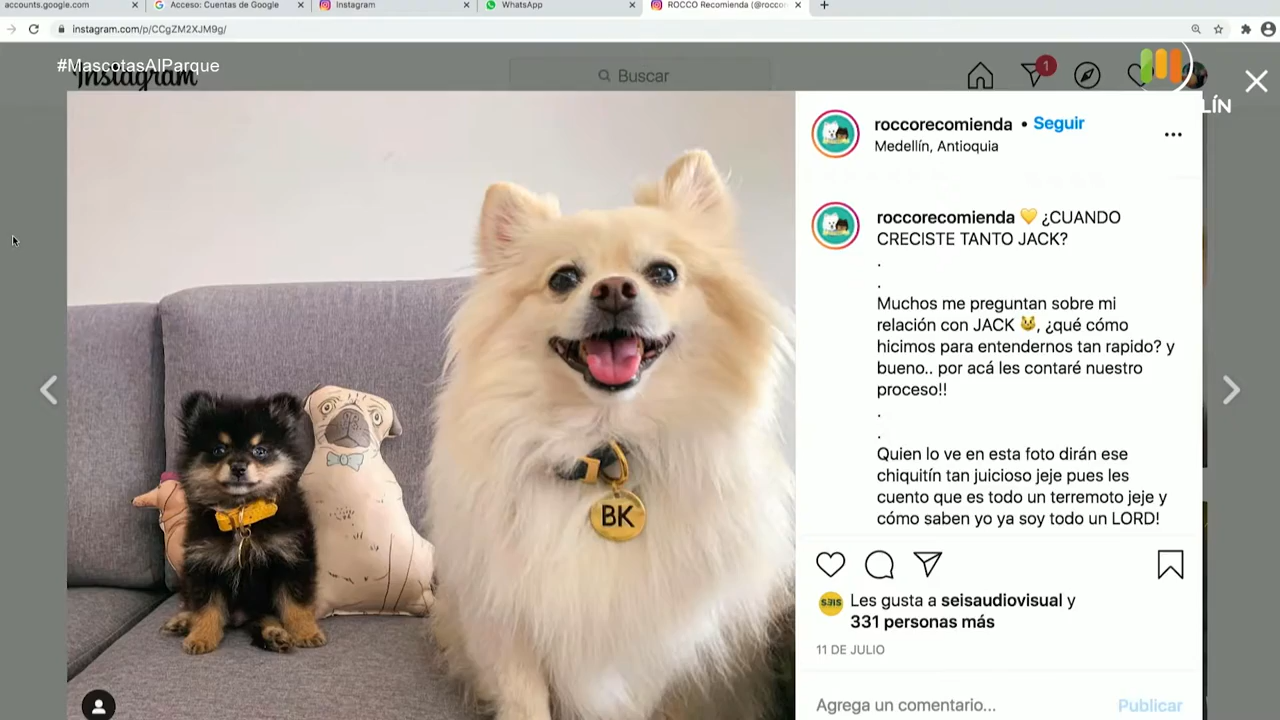 accounts.google.com
Acceso: Cuentas de Google
Instagram
WhatsApp
ROCCO Recomienda (@roccor
instagram.com/p/CCgZM2XJM9g/
#MascotasAlParque
Instagram
Buscar
1
LÍN
roccorecomienda • Seguir
Medellín, Antioquia
roccorecomienda 💛 ¿CUANDO
CRECISTE TANTO JACK?
.
.
Muchos me preguntan sobre mi
relación con JACK 😺, ¿qué cómo
hicimos para entendernos tan rapido? y
bueno.. por acá les contaré nuestro
proceso!!
.
.
Quien lo ve en esta foto dirán ese
chiquitín tan juicioso jeje pues les
cuento que es todo un terremoto jeje y
cómo saben yo ya soy todo un LORD!
BK
SEIS
Les gusta a seisaudiovisual y
331 personas más
11 DE JULIO
Agrega un comentario...
Publicar